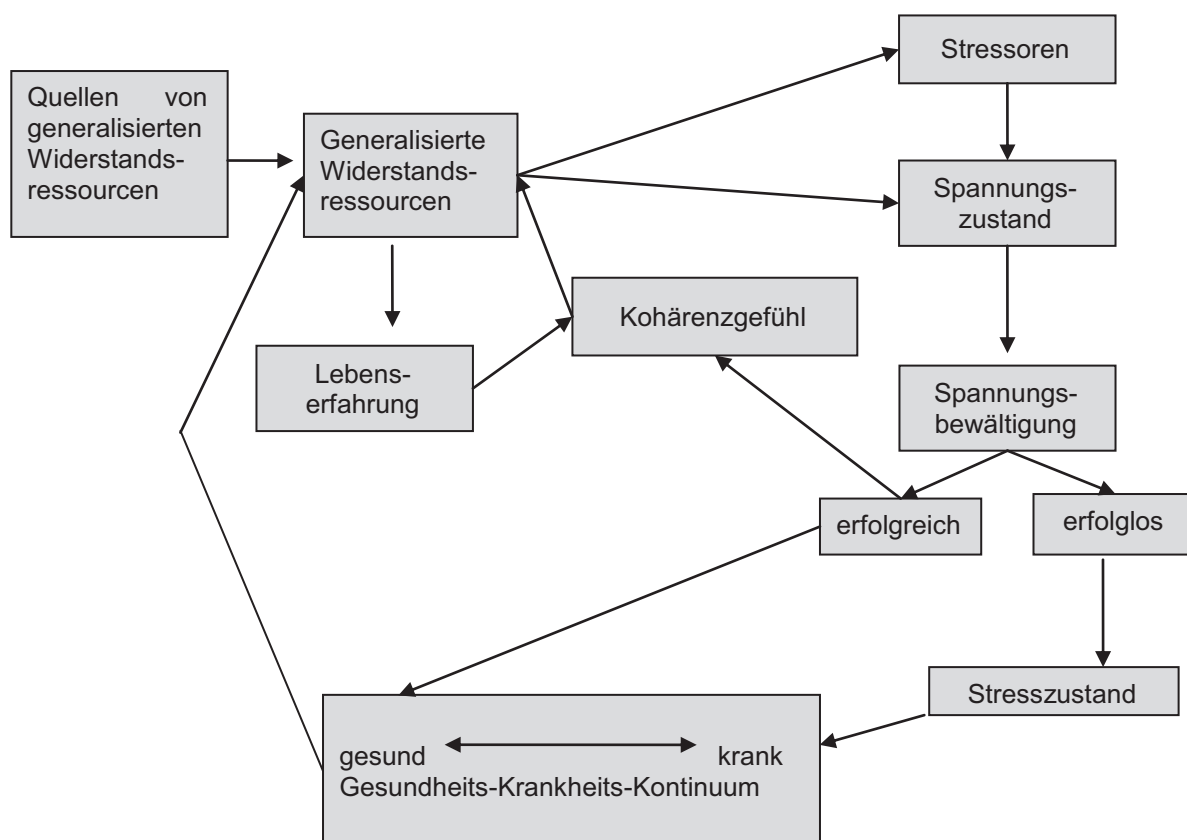 Stressoren
Quellen von
generalisierten
Widerstands-
ressourcen
Generalisierte
Widerstands-
ressourcen
Spannungs-
zustand
Kohärenzgefühl
Lebens-
erfahrung
Spannungs-
bewältigung
erfolgreich
erfolglos
Stresszustand
gesund krank
Gesundheits-Krankheits-Kontinuum